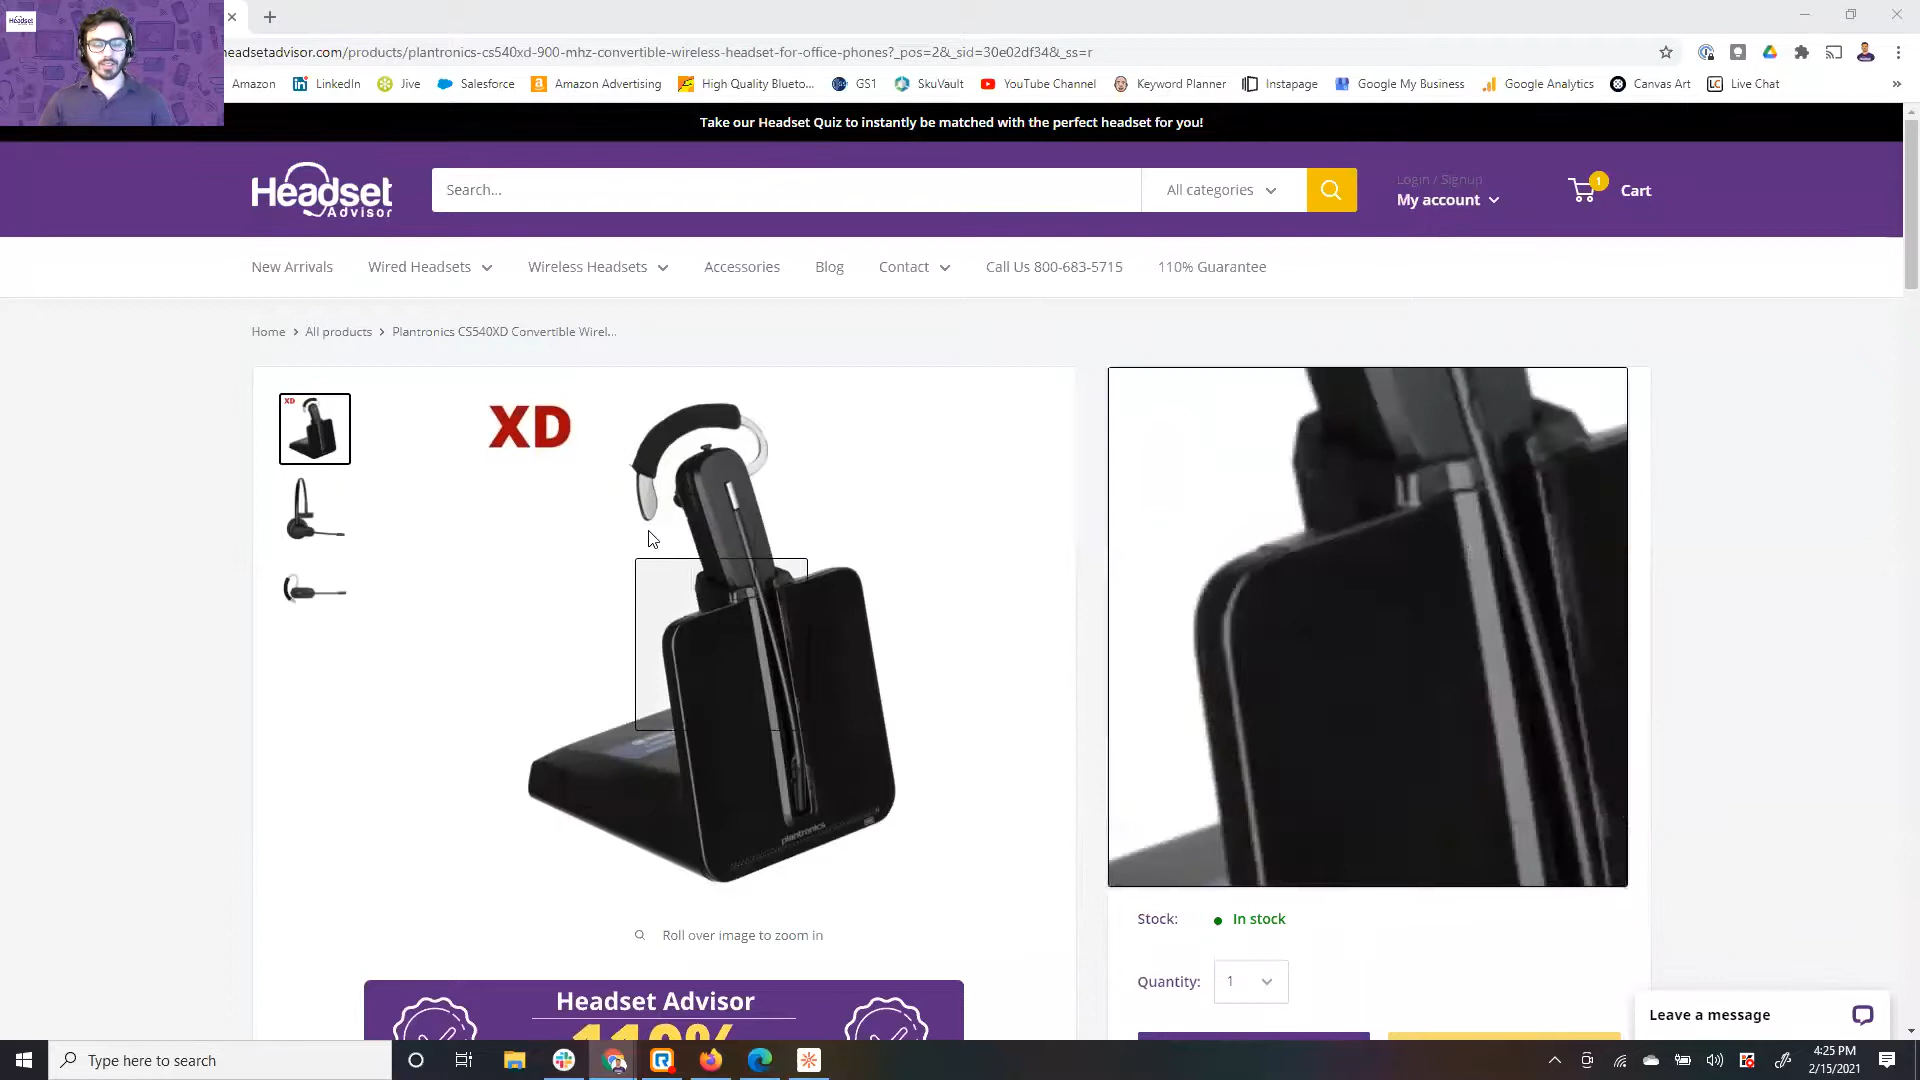 Headset
headsetadvisor.com/products/plantronics-cs540xd-900-mhz-convertible-wireless-headset-for-office-phones?_pos=2&_sid=30e02df34&_ss=r
Amazon LinkedIn Jive Salesforce Amazon Advertising High Quality Blueto... GS1 SkuVault YouTube Channel Keyword Planner Instapage Google My Business Google Analytics Canvas Art LC Live Chat »
Take our Headset Quiz to instantly be matched with the perfect headset for you!
Headset
Advisor
Search...
All categories
Login / Signup
My account
1
Cart
New Arrivals Wired Headsets Wireless Headsets Accessories Blog Contact Call Us 800-683-5715 110% Guarantee
Home > All products > Plantronics CS540XD Convertible Wirel...
XD
XD
plantronics
Stock: In stock
Roll over image to zoom in
Quantity: 1
Headset Advisor
110%
Leave a message
Type here to search
4:25 PM
2/15/2021